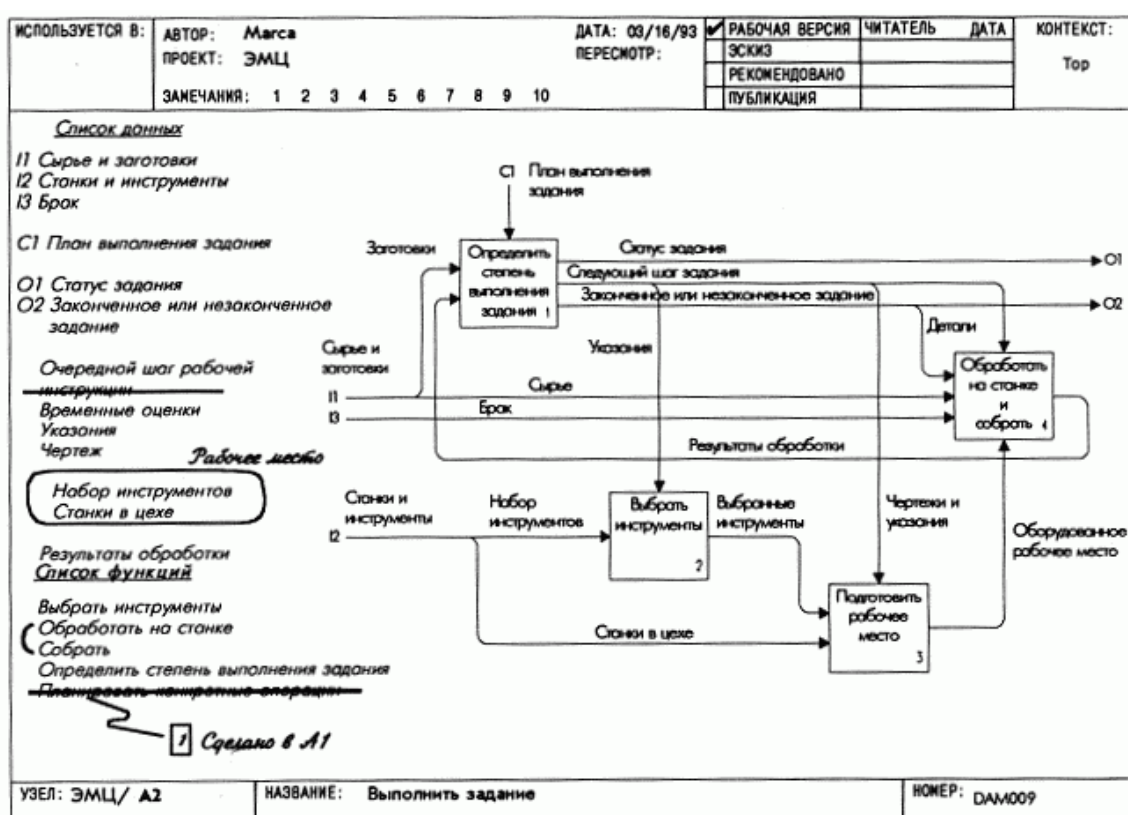 ИСПОЛЬЗУЕТСЯ В:
АВТОР: Marca
ДАТА: 03/16/93
✔ РАБОЧАЯ ВЕРСИЯ
ЧИТАТЕЛЬ ДАТА
КОНТЕКСТ:
ПРОЕКТ: ЭМЦ
ПЕРЕСМОТР:
ЭСКИЗ
Top
РЕКОМЕНДОВАНО
ЗАМЕЧАНИЯ: 1 2 3 4 5 6 7 8 9 10
ПУБЛИКАЦИЯ
Список данных
I1 Сырье и заготовки
I2 Станки и инструменты
I3 Брак
C1 План выполнения задания
O1 Статус задания
O2 Законченное или незаконченное
задание
Очередной шаг рабочей
инструкции
Временные оценки
Указания
Чертеж
Рабочее место
Набор инструментов
Станки в цехе
Результаты обработки
Список функций
Выбрать инструменты
Обработать на станке
Собрать
Определить степень выполнения задания
Планировать конкретные операции
1 Сделано в A1
C1 План выполнения
задания
Заготовки
Определить
степень
выполнения
задания 1
Статус задания
O1
Следующий шаг задания
Законченное или незаконченное задание
O2
Указания
Детали
Сырье и
заготовки
I1
Сырье
I3
Брак
Обработать
на станке
и
собрать 4
Результаты обработки
Станки и
инструменты
I2
Набор
инструментов
Выбрать
инструменты
2
Выбранные
инструменты
Чертежи и
указания
Оборудованное
рабочее место
Станки в цехе
Подготовить
рабочее
место
3
УЗЕЛ: ЭМЦ/ A2
НАЗВАНИЕ: Выполнить задание
НОМЕР: DAM009